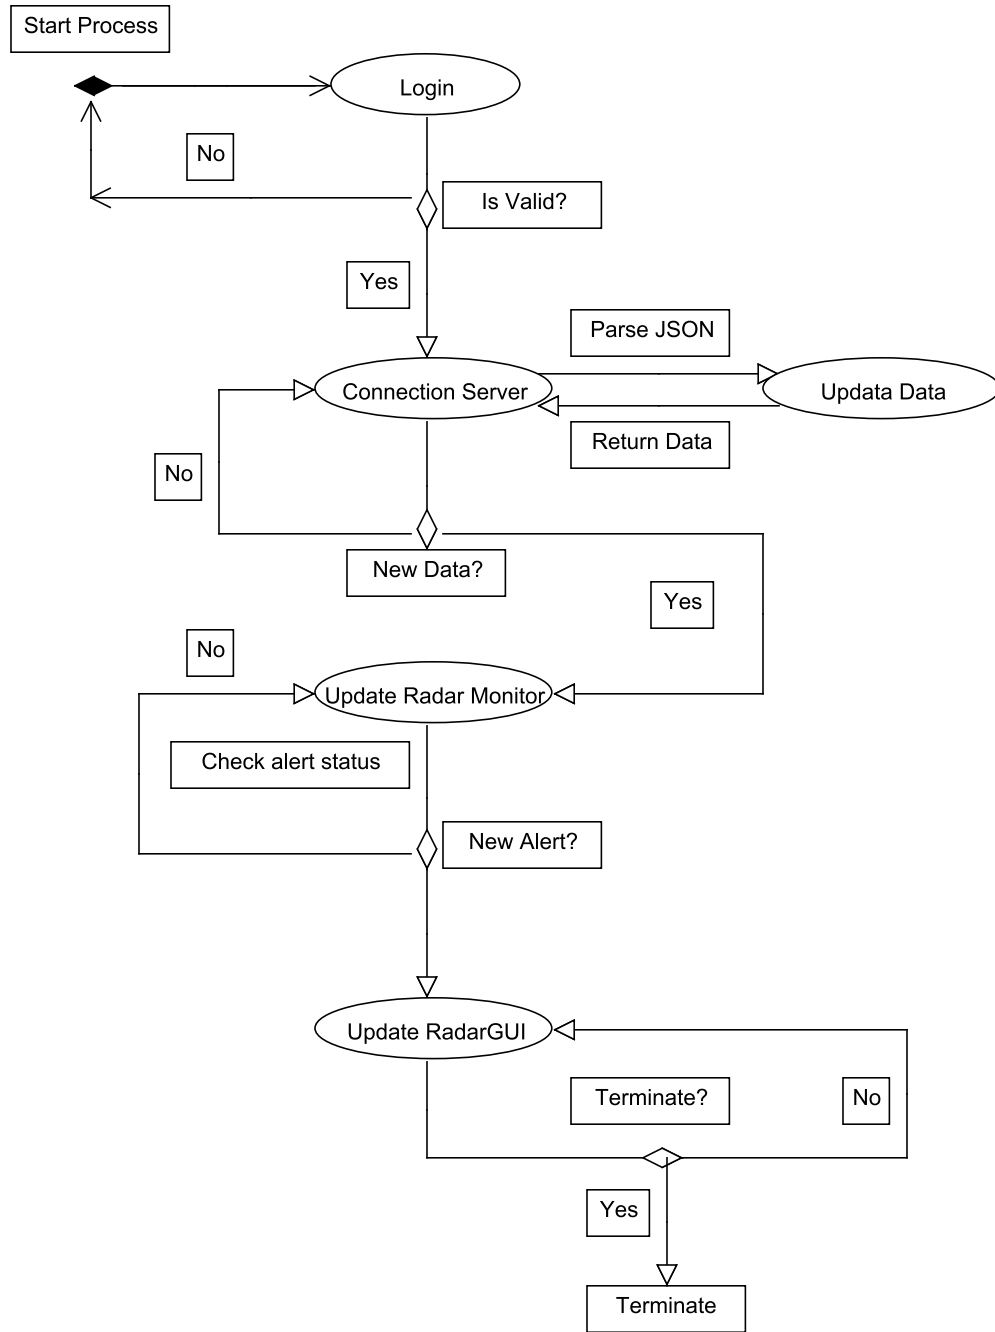 Start Process
Login
No
Is Valid?
Yes
Parse JSON
Connection Server
Updata Data
Return Data
No
New Data?
Yes
No
Update Radar Monitor
Check alert status
New Alert?
Update RadarGUI
Terminate?
No
Yes
Terminate